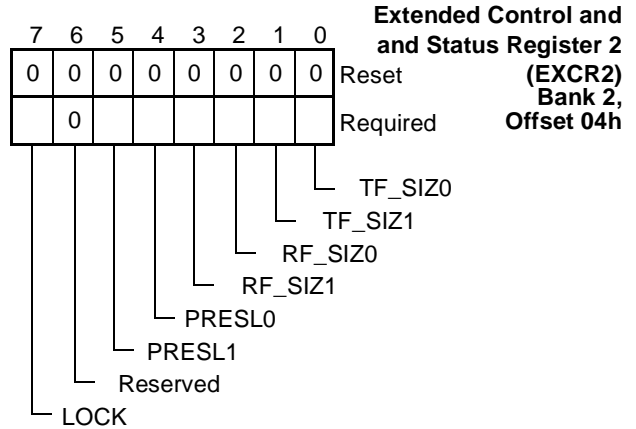 Extended Control and
and Status Register 2
(EXCR2)
Bank 2,
Offset 04h
7 6 5 4 3 2 1 0
0 0 0 0 0 0 0 0 Reset
0 Required
TF_SIZ0
TF_SIZ1
RF_SIZ0
RF_SIZ1
PRESL0
PRESL1
Reserved
LOCK